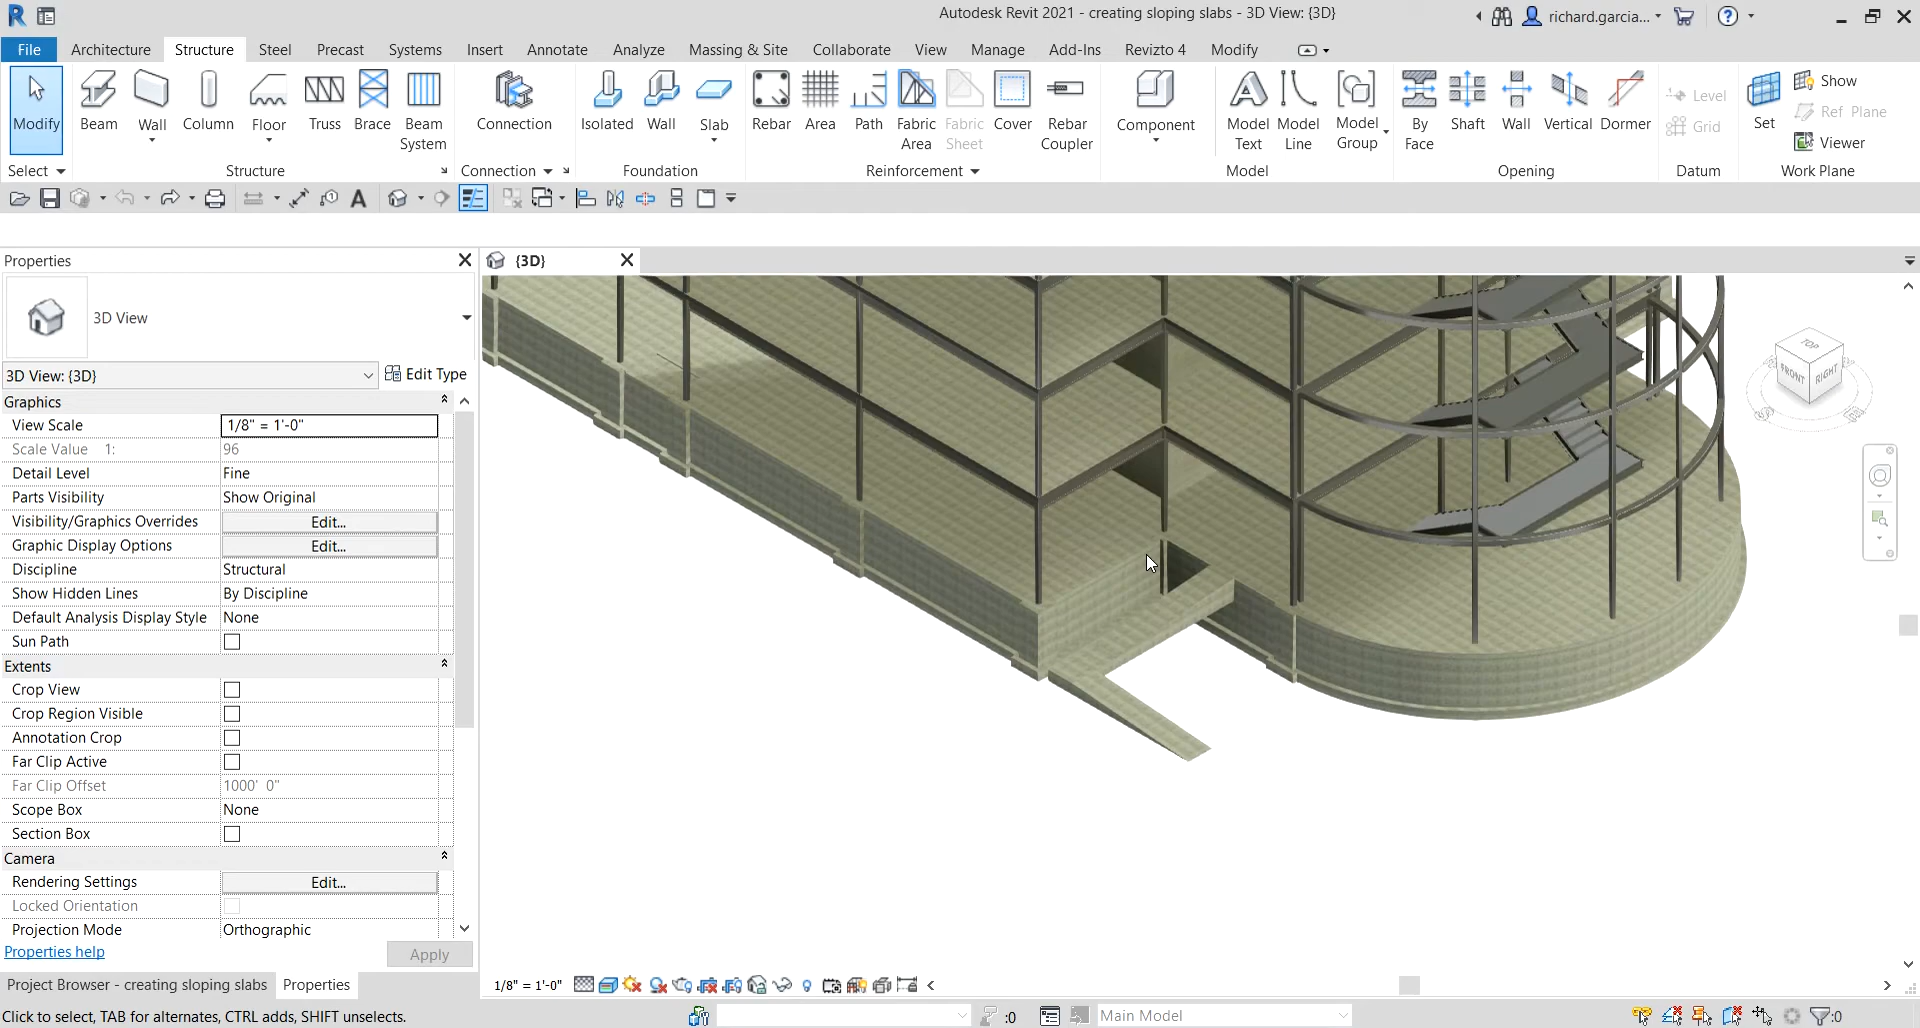 Autodesk Revit 2021 - creating sloping slabs - 3D View: {3D}
richard.garcia...
File Architecture Structure Steel Precast Systems Insert Annotate Analyze Massing & Site Collaborate View Manage Add-Ins Revizto 4 Modify
Modify Beam Wall Column Floor Truss Brace Beam System Connection Isolated Wall Slab Rebar Area Path Fabric Area Fabric Sheet Cover Rebar Coupler Component Model Text Model Line Model Group By Face Shaft Wall Vertical Dormer Level Grid Set Show Ref Plane Viewer
Select Structure Connection Foundation Reinforcement Model Opening Datum Work Plane
Properties
{3D}
3D View
3D View: {3D} Edit Type
Graphics
View Scale 1/8" = 1'-0"
Scale Value 1: 96
Detail Level Fine
Parts Visibility Show Original
Visibility/Graphics Overrides Edit...
Graphic Display Options Edit...
Discipline Structural
Show Hidden Lines By Discipline
Default Analysis Display Style None
Sun Path
Extents
Crop View
Crop Region Visible
Annotation Crop
Far Clip Active
Far Clip Offset 1000' 0"
Scope Box None
Section Box
Camera
Rendering Settings Edit...
Locked Orientation
Projection Mode Orthographic
Properties help Apply
TOP
FRONT RIGHT
Project Browser - creating sloping slabs Properties
1/8" = 1'-0"
Click to select, TAB for alternates, CTRL adds, SHIFT unselects.
:0 Main Model :0